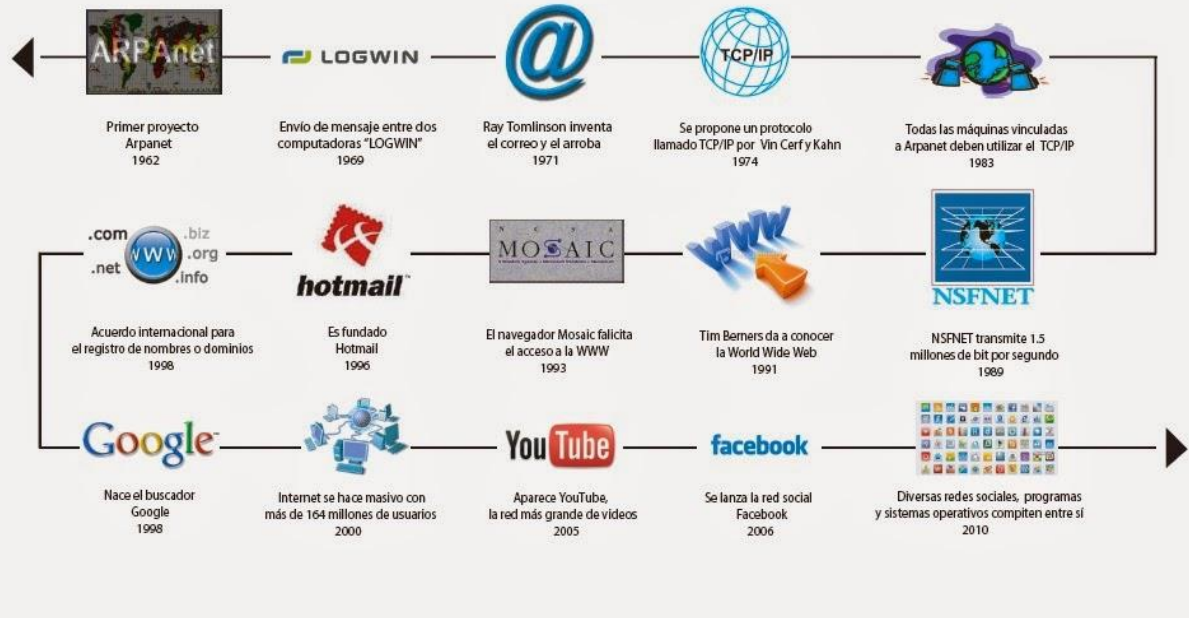 ARPAnet
Primer proyecto
Arpanet
1962
LOGWIN
Envío de mensaje entre dos
computadoras "LOGWIN"
1969
@
Ray Tomlinson inventa
el correo y el arroba
1971
TCP/IP
Se propone un protocolo
llamado TCP/IP por Vin Cerf y Kahn
1974
Todas las máquinas vinculadas
a Arpanet deben utilizar el TCP/IP
1983
NSFNET
NSFNET transmite 1.5
millones de bit por segundo
1989
WWW
Tim Berners da a conocer
la World Wide Web
1991
NCSA
MOSAIC
El navegador Mosaic falicita
el acceso a la WWW
1993
hotmail™
Es fundado
Hotmail
1996
.com
.net
WWW
.biz
.org
.info
Acuerdo internacional para
el registro de nombres o dominios
1998
Google™
Nace el buscador
Google
1998
Internet se hace masivo con
más de 164 millones de usuarios
2000
YouTube
Aparece YouTube,
la red más grande de videos
2005
facebook
Se lanza la red social
Facebook
2006
Diversas redes sociales, programas
y sistemas operativos compiten entre sí
2010